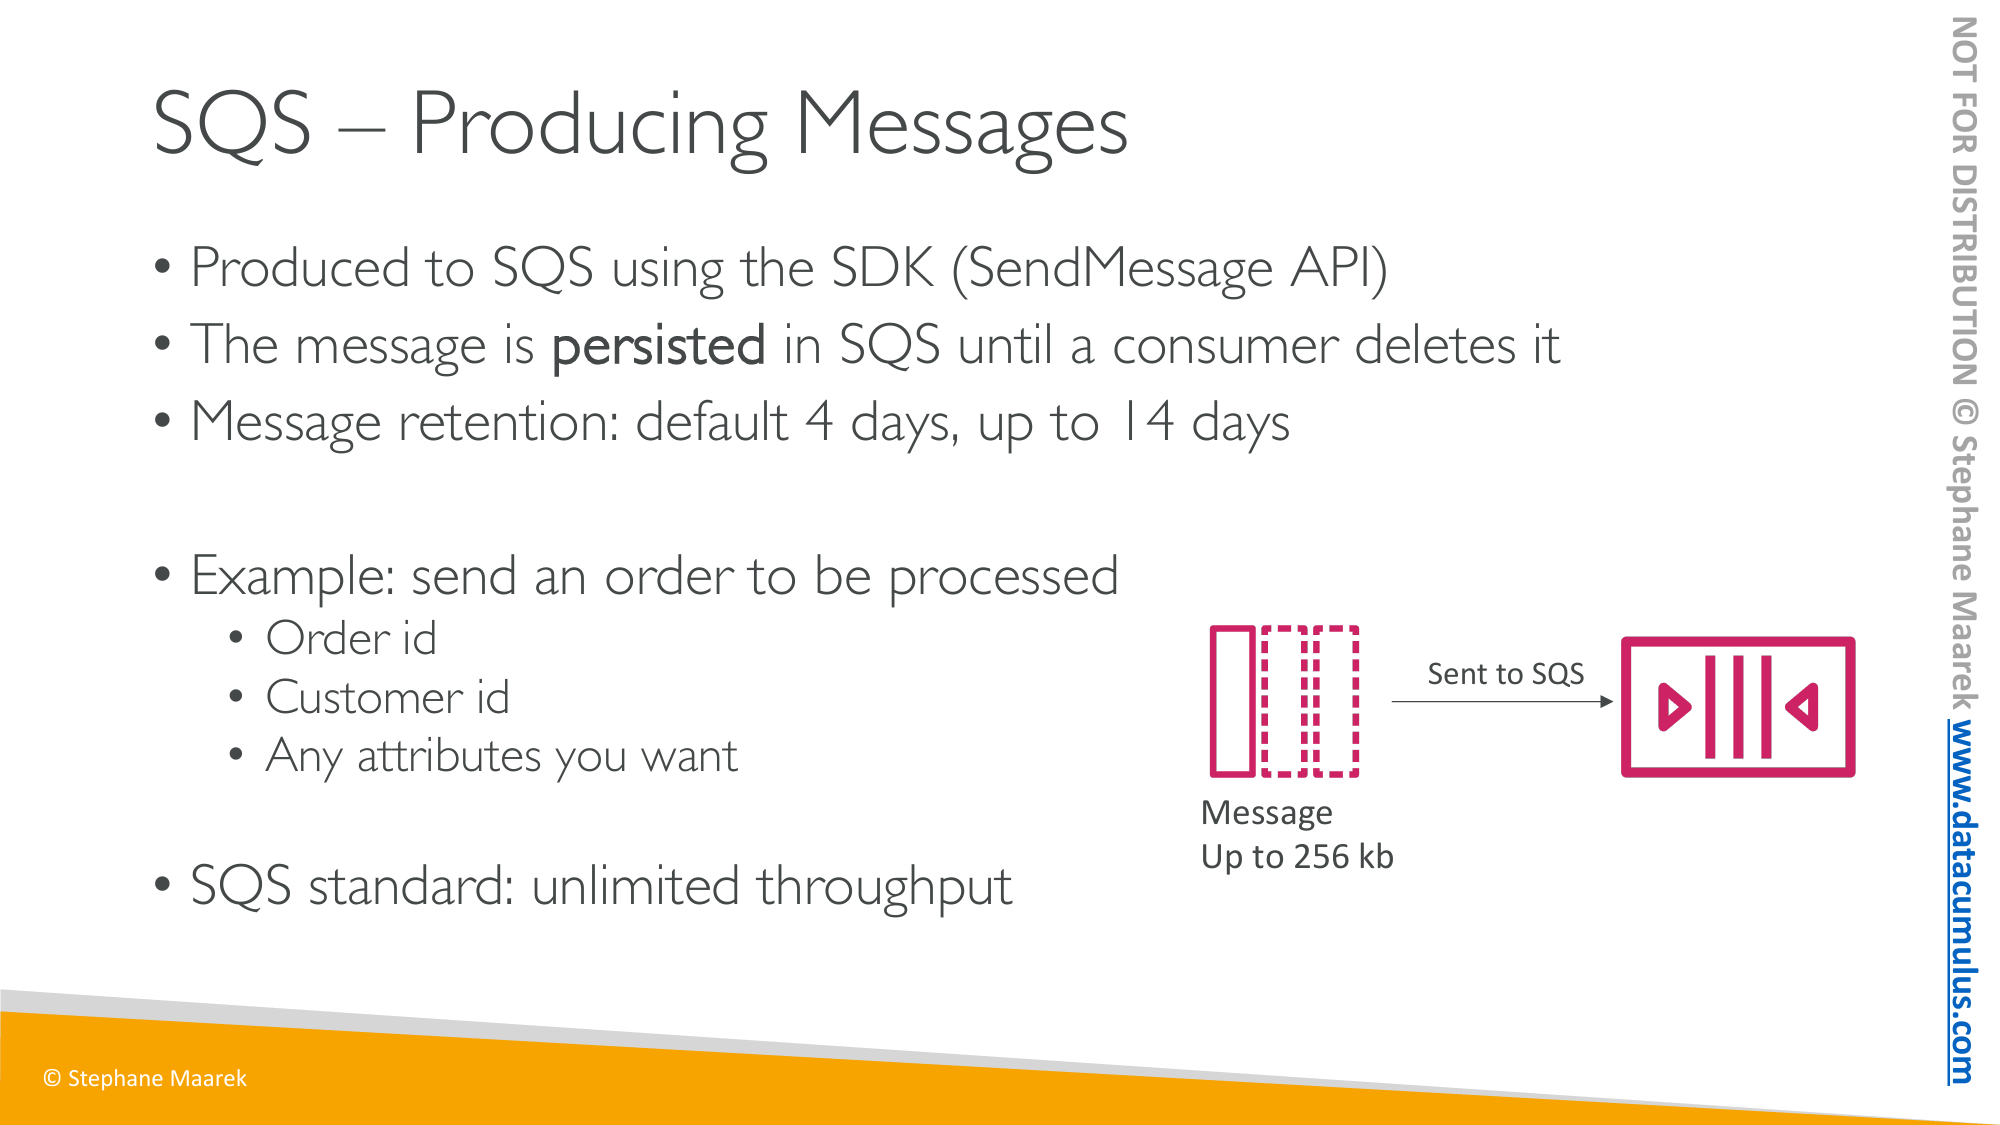 SQS – Producing Messages
• Produced to SQS using the SDK (SendMessage API)
• The message is persisted in SQS until a consumer deletes it
• Message retention: default 4 days, up to 14 days
• Example: send an order to be processed
• Order id
• Customer id
• Any attributes you want
• SQS standard: unlimited throughput
Sent to SQS
Message
Up to 256 kb
© Stephane Maarek
NOT FOR DISTRIBUTION © Stephane Maarek www.datacumulus.com